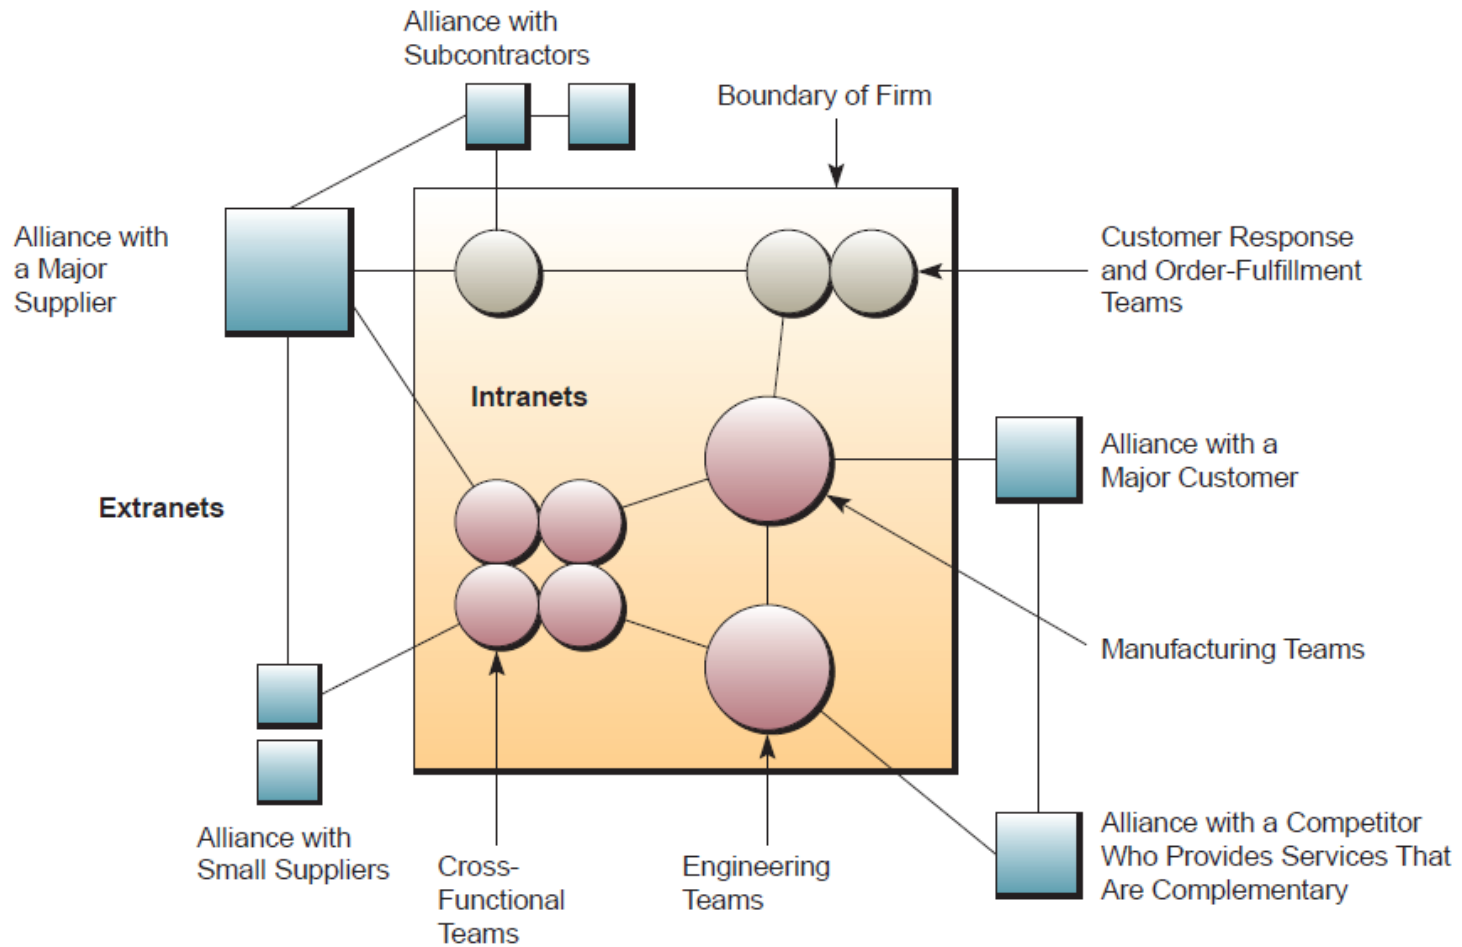 Alliance with
Subcontractors
Boundary of Firm
Alliance with
a Major
Supplier
Customer Response
and Order-Fulfillment
Teams
Intranets
Alliance with a
Major Customer
Extranets
Manufacturing Teams
Alliance with
Small Suppliers
Cross-
Functional
Teams
Engineering
Teams
Alliance with a Competitor
Who Provides Services That
Are Complementary